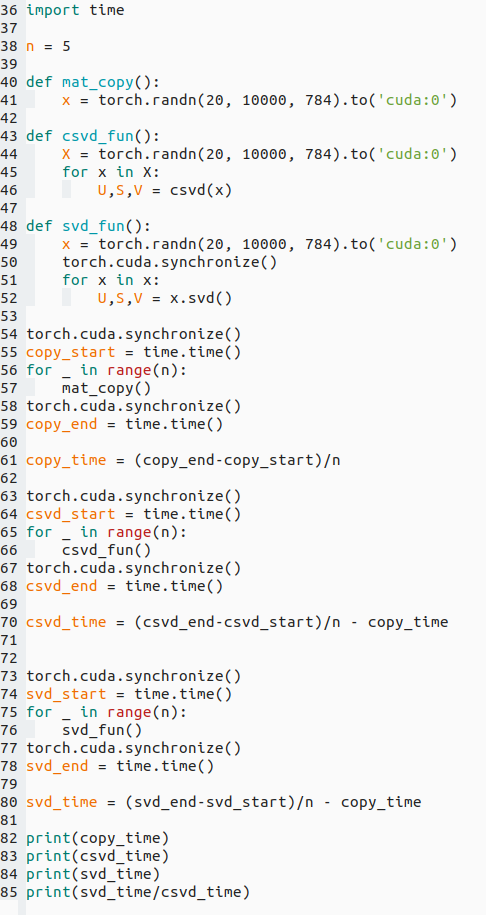 36 import time
37
38 n = 5
39
40 def mat_copy():
41     x = torch.randn(20, 10000, 784).to('cuda:0')
42
43 def csvd_fun():
44     X = torch.randn(20, 10000, 784).to('cuda:0')
45     for x in X:
46         U,S,V = csvd(x)
47
48 def svd_fun():
49     x = torch.randn(20, 10000, 784).to('cuda:0')
50     torch.cuda.synchronize()
51     for x in x:
52         U,S,V = x.svd()
53
54 torch.cuda.synchronize()
55 copy_start = time.time()
56 for _ in range(n):
57     mat_copy()
58 torch.cuda.synchronize()
59 copy_end = time.time()
60
61 copy_time = (copy_end-copy_start)/n
62
63 torch.cuda.synchronize()
64 csvd_start = time.time()
65 for _ in range(n):
66     csvd_fun()
67 torch.cuda.synchronize()
68 csvd_end = time.time()
69
70 csvd_time = (csvd_end-csvd_start)/n - copy_time
71
72
73 torch.cuda.synchronize()
74 svd_start = time.time()
75 for _ in range(n):
76     svd_fun()
77 torch.cuda.synchronize()
78 svd_end = time.time()
79
80 svd_time = (svd_end-svd_start)/n - copy_time
81
82 print(copy_time)
83 print(csvd_time)
84 print(svd_time)
85 print(svd_time/csvd_time)